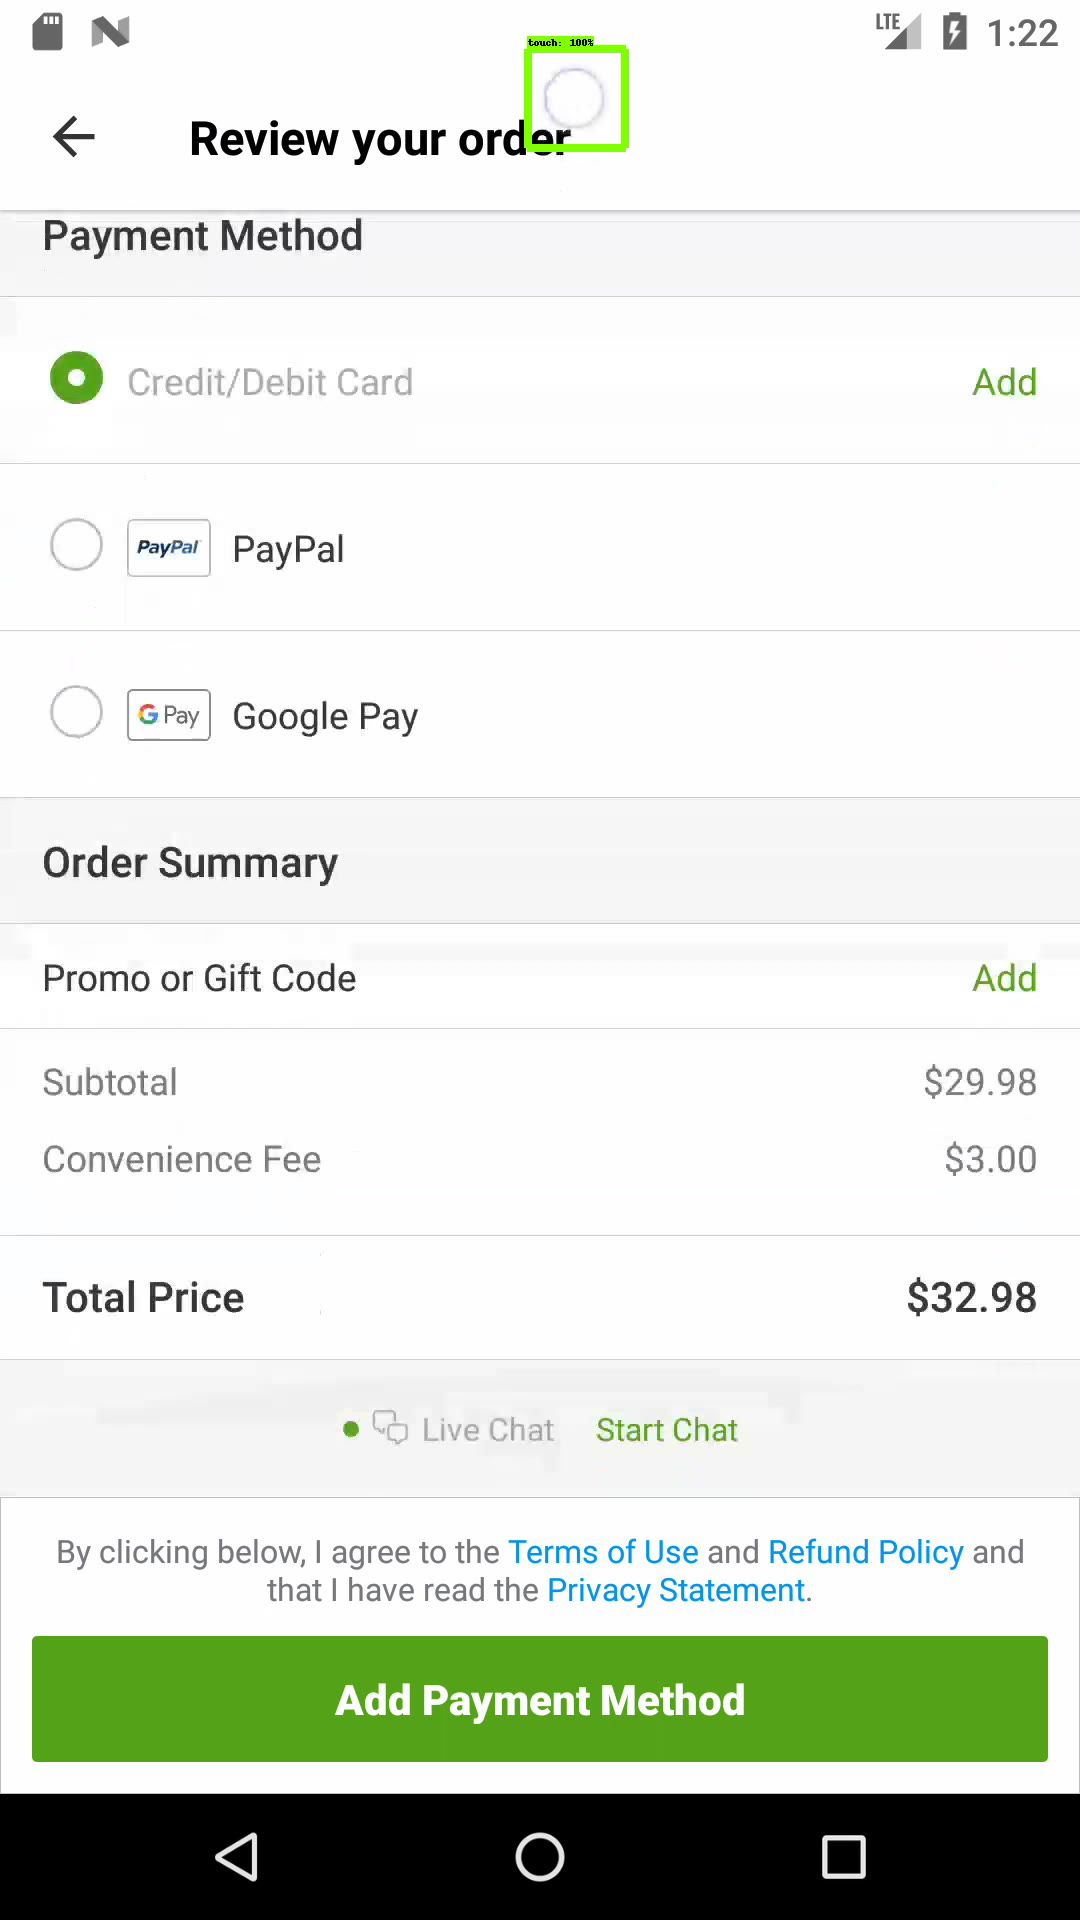 LTE 1:22
touch: 100%
Review your order
Payment Method
Credit/Debit Card Add
PayPal PayPal
G Pay Google Pay
Order Summary
Promo or Gift Code Add
Subtotal $29.98
Convenience Fee $3.00
Total Price $32.98
Live Chat Start Chat
By clicking below, I agree to the Terms of Use and Refund Policy and
that I have read the Privacy Statement.
Add Payment Method